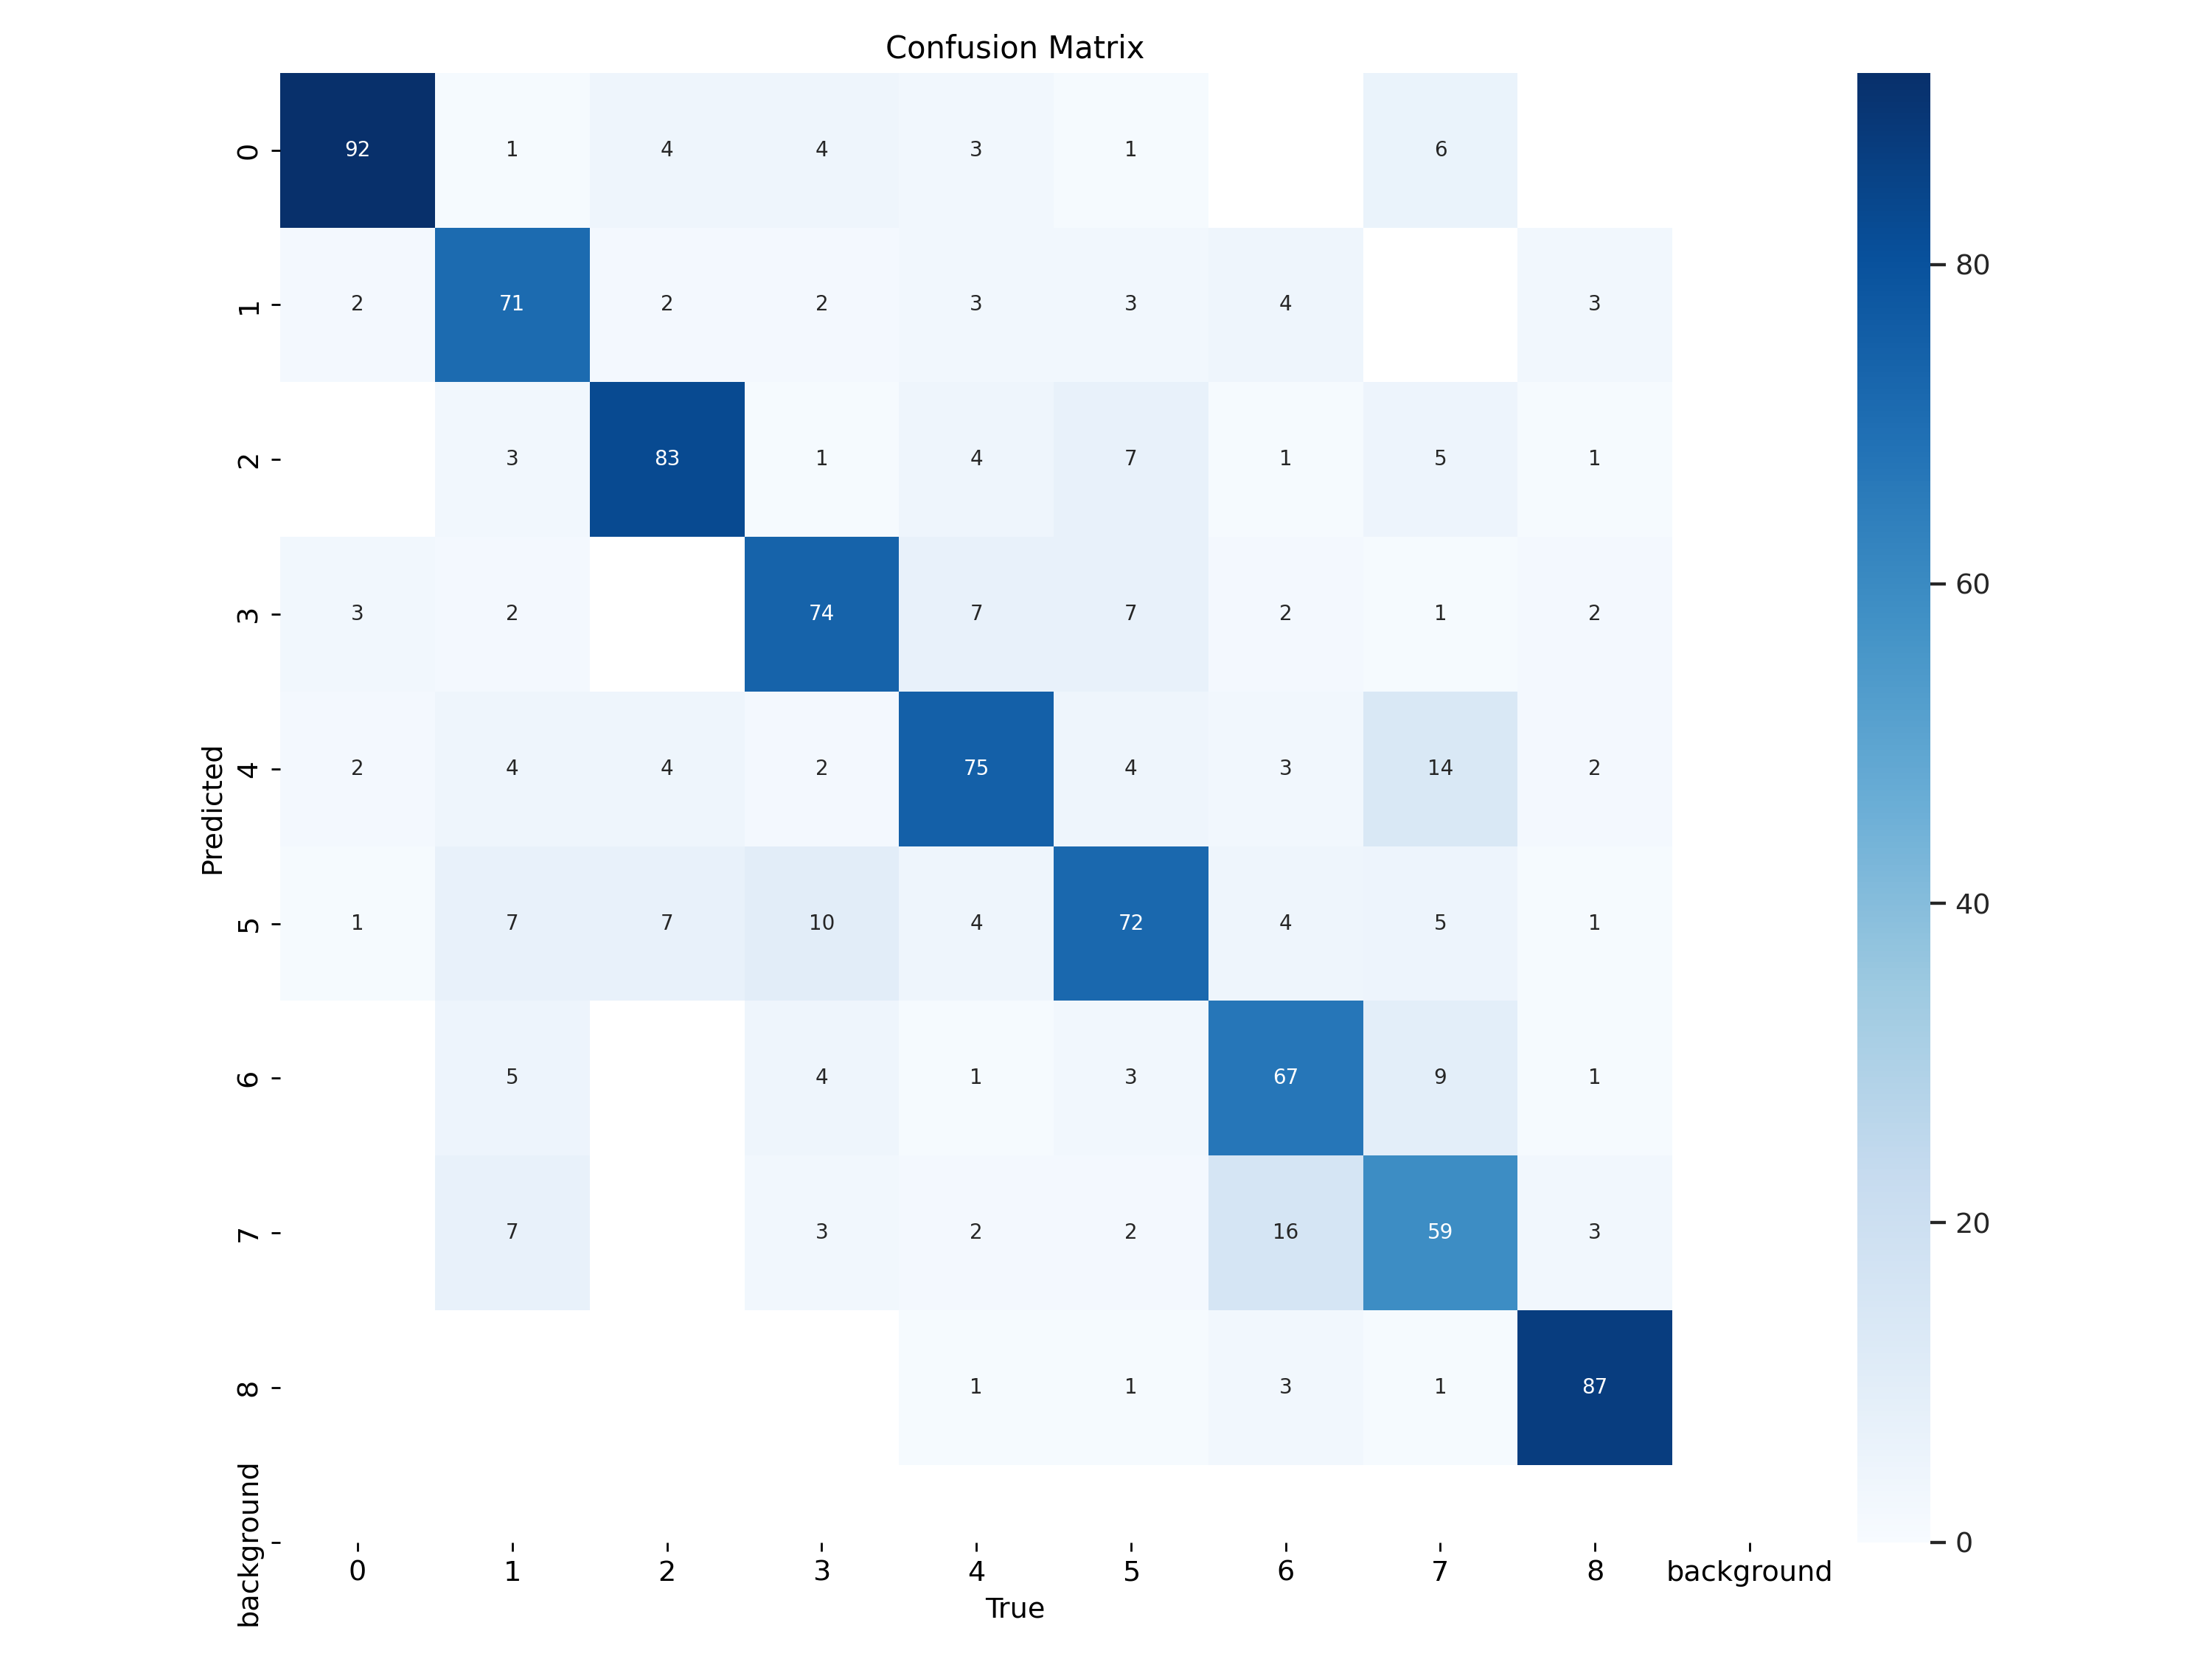 Confusion Matrix
0 92 1 4 4 3 1 6
1 2 71 2 2 3 3 4 3 80
2 3 83 1 4 7 1 5 1
3 3 2 74 7 7 2 1 2 60
Predicted
4 2 4 4 2 75 4 3 14 2
5 1 7 7 10 4 72 4 5 1 40
6 5 4 1 3 67 9 1
7 7 3 2 2 16 59 3 20
8 1 1 3 1 87
background 0
0 1 2 3 4 5 6 7 8 background
True